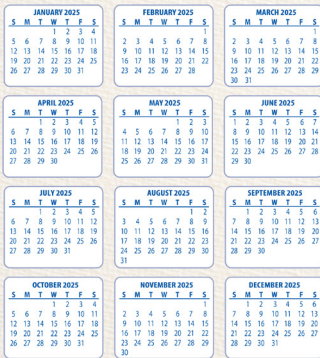 JANUARY 2025
S M T W T F S
1 2 3 4
5 6 7 8 9 10 11
12 13 14 15 16 17 18
19 20 21 22 23 24 25
26 27 28 29 30 31
FEBRUARY 2025
S M T W T F S
1
2 3 4 5 6 7 8
9 10 11 12 13 14 15
16 17 18 19 20 21 22
23 24 25 26 27 28
MARCH 2025
S M T W T F S
1
2 3 4 5 6 7 8
9 10 11 12 13 14 15
16 17 18 19 20 21 22
23 24 25 26 27 28 29
30 31
APRIL 2025
S M T W T F S
1 2 3 4 5
6 7 8 9 10 11 12
13 14 15 16 17 18 19
20 21 22 23 24 25 26
27 28 29 30
MAY 2025
S M T W T F S
1 2 3
4 5 6 7 8 9 10
11 12 13 14 15 16 17
18 19 20 21 22 23 24
25 26 27 28 29 30 31
JUNE 2025
S M T W T F S
1 2 3 4 5 6 7
8 9 10 11 12 13 14
15 16 17 18 19 20 21
22 23 24 25 26 27 28
29 30
JULY 2025
S M T W T F S
1 2 3 4 5
6 7 8 9 10 11 12
13 14 15 16 17 18 19
20 21 22 23 24 25 26
27 28 29 30 31
AUGUST 2025
S M T W T F S
1 2
3 4 5 6 7 8 9
10 11 12 13 14 15 16
17 18 19 20 21 22 23
24 25 26 27 28 29 30
31
SEPTEMBER 2025
S M T W T F S
1 2 3 4 5 6
7 8 9 10 11 12 13
14 15 16 17 18 19 20
21 22 23 24 25 26 27
28 29 30
OCTOBER 2025
S M T W T F S
1 2 3 4
5 6 7 8 9 10 11
12 13 14 15 16 17 18
19 20 21 22 23 24 25
26 27 28 29 30 31
NOVEMBER 2025
S M T W T F S
1
2 3 4 5 6 7 8
9 10 11 12 13 14 15
16 17 18 19 20 21 22
23 24 25 26 27 28 29
30
DECEMBER 2025
S M T W T F S
1 2 3 4 5 6
7 8 9 10 11 12 13
14 15 16 17 18 19 20
21 22 23 24 25 26 27
28 29 30 31